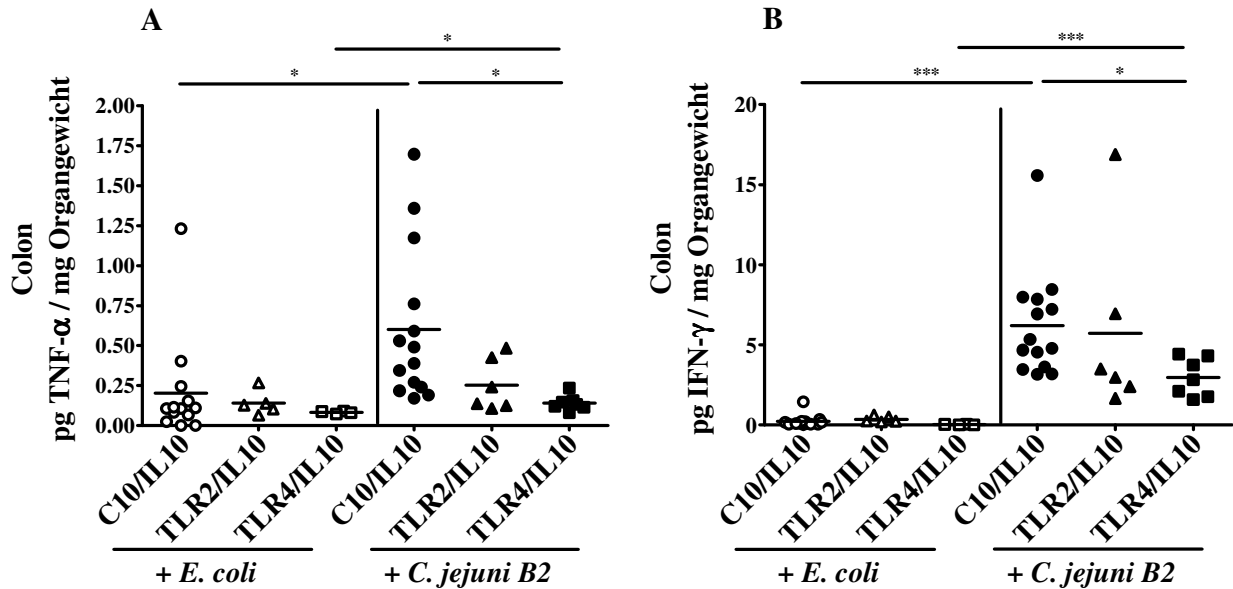 A
*
*
*
Colon
pg TNF-α / mg Organgewicht
2.00
1.75
1.50
1.25
1.00
0.75
0.50
0.25
0.00
C10/IL10
TLR2/IL10
TLR4/IL10
C10/IL10
TLR2/IL10
TLR4/IL10
+ E. coli
+ C. jejuni B2
B
***
***
*
Colon
pg IFN-γ / mg Organgewicht
20
15
10
5
0
C10/IL10
TLR2/IL10
TLR4/IL10
C10/IL10
TLR2/IL10
TLR4/IL10
+ E. coli
+ C. jejuni B2